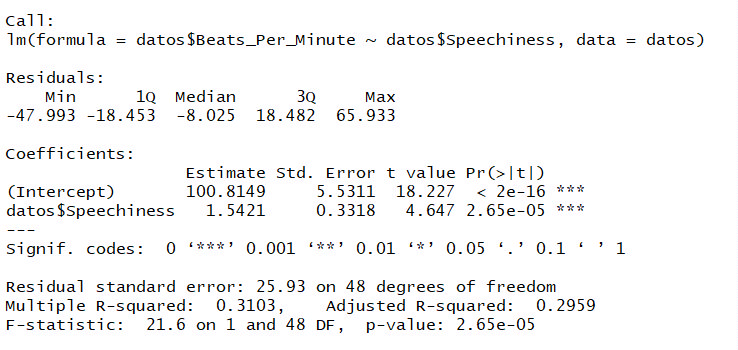 Call:
lm(formula = datos$Beats_Per_Minute ~ datos$Speechiness, data = datos)
Residuals:
    Min      1Q  Median      3Q     Max
-47.993 -18.453  -8.025  18.482  65.933
Coefficients:
                  Estimate Std. Error t value Pr(>|t|)
(Intercept)       100.8149     5.5311  18.227  < 2e-16 ***
datos$Speechiness   1.5421     0.3318   4.647 2.65e-05 ***
---
Signif. codes:  0 ‘***’ 0.001 ‘**’ 0.01 ‘*’ 0.05 ‘.’ 0.1 ‘ ’ 1
Residual standard error: 25.93 on 48 degrees of freedom
Multiple R-squared:  0.3103,    Adjusted R-squared:  0.2959
F-statistic:  21.6 on 1 and 48 DF,  p-value: 2.65e-05